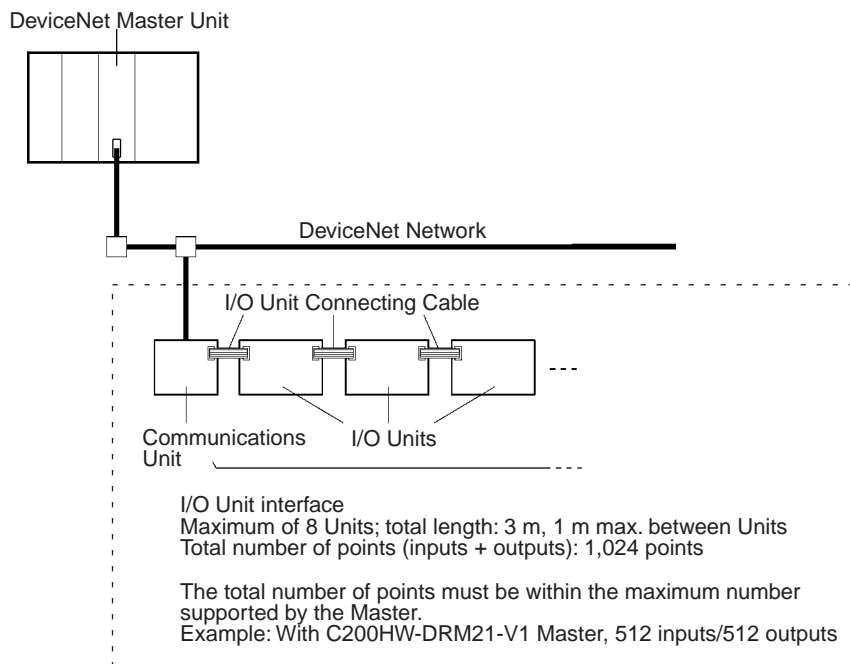 DeviceNet Master Unit
DeviceNet Network
I/O Unit Connecting Cable
Communications
Unit
I/O Units
I/O Unit interface
Maximum of 8 Units; total length: 3 m, 1 m max. between Units
Total number of points (inputs + outputs): 1,024 points
The total number of points must be within the maximum number
supported by the Master.
Example: With C200HW-DRM21-V1 Master, 512 inputs/512 outputs